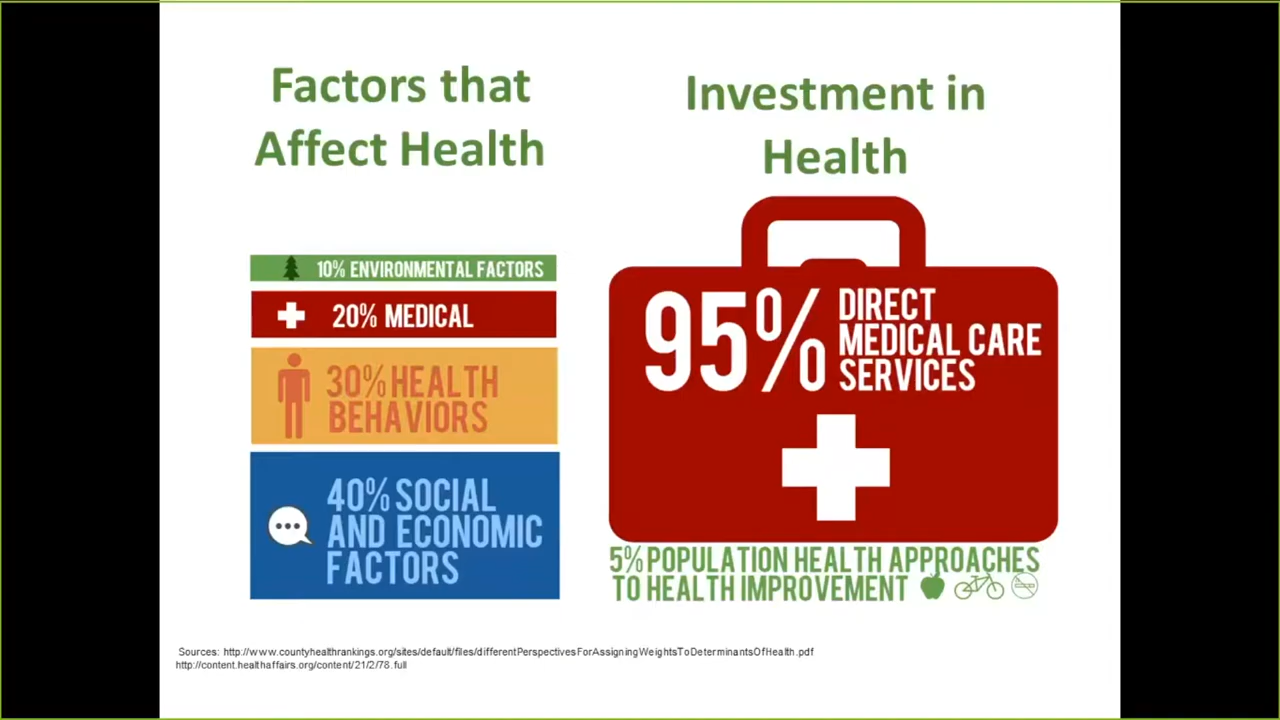 Factors that
Affect Health
10% ENVIRONMENTAL FACTORS
20% MEDICAL
30% HEALTH
BEHAVIORS
40% SOCIAL
AND ECONOMIC
FACTORS
Investment in
Health
95% DIRECT
MEDICAL CARE
SERVICES
5% POPULATION HEALTH APPROACHES
TO HEALTH IMPROVEMENT
Sources: http://www.countyhealthrankings.org/sites/default/files/differentPerspectivesForAssigningWeightsToDeterminantsOfHealth.pdf
http://content.healthaffairs.org/content/21/2/78.full